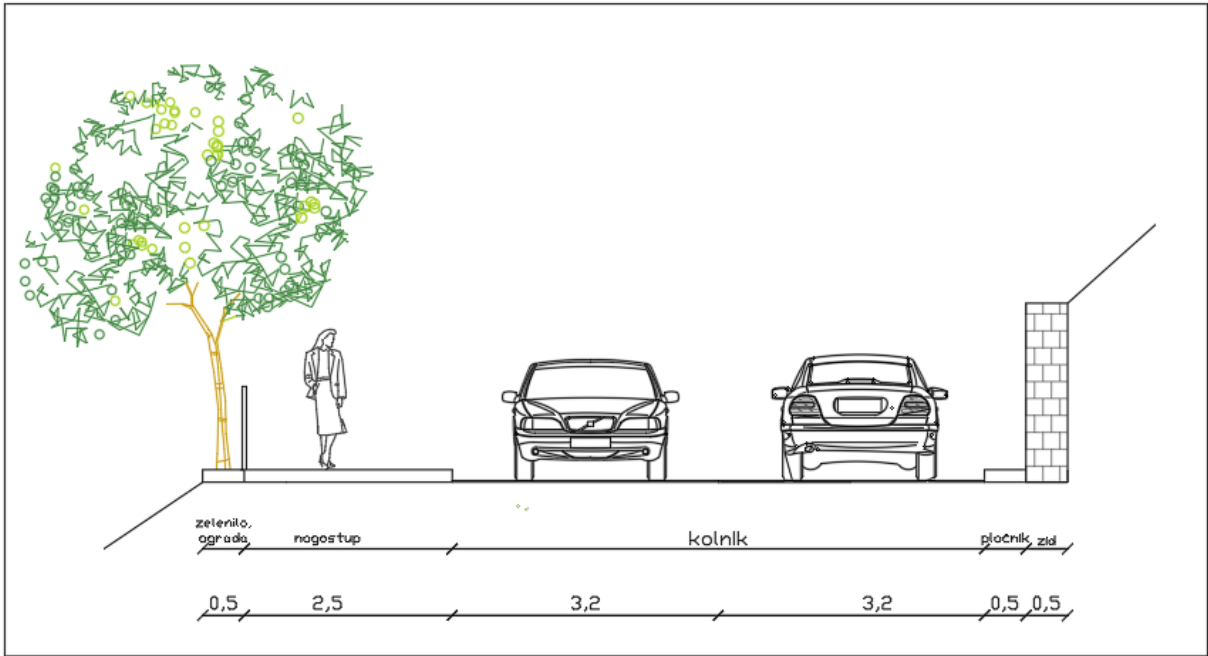 zelenilo,
ograda nogostup kolnik pločnik zid
0,5 2,5 3,2 3,2 0,5 0,5